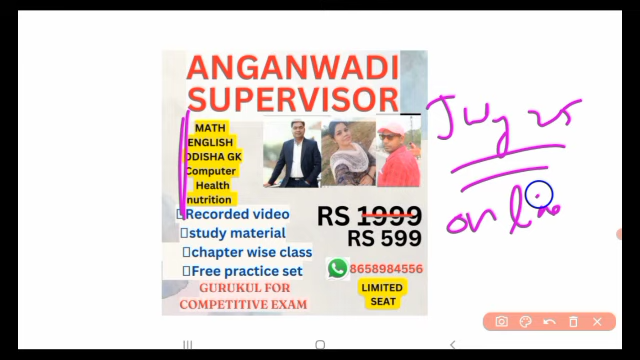 ANGANWADI
SUPERVISOR
MATH
ENGLISH
ODISHA GK
Computer
Health
nutrition
Recorded video
study material
chapter wise class
Free practice set
GURUKUL FOR
COMPETITIVE EXAM
RS 1999
RS 599
8658984556
LIMITED
SEAT
July 25
online